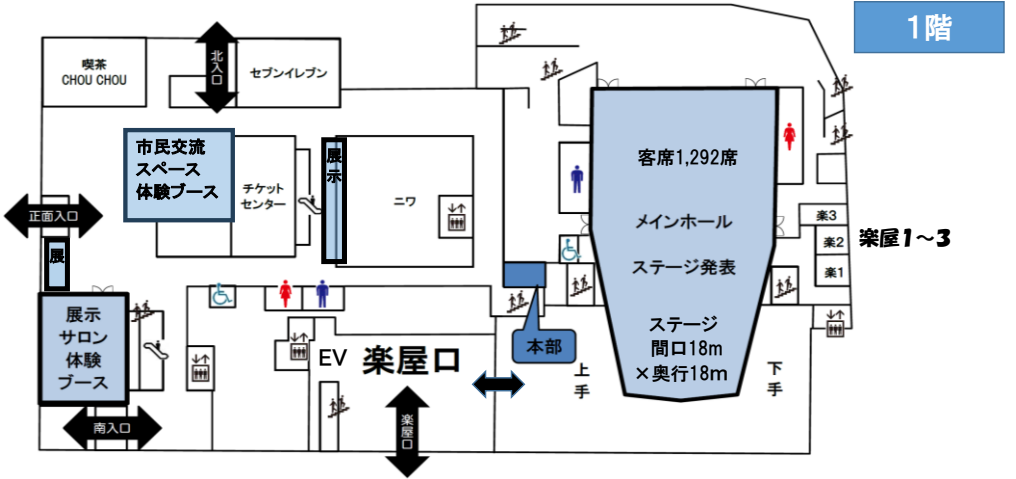 1階
喫茶
CHOU CHOU
北入口
セブンイレブン
市民交流
スペース
体験ブース
チケット
センター
展示
ニワ
客席1,292席
メインホール
ステージ発表
ステージ
間口18m
×奥行18m
楽3
楽2
楽1
楽屋1～3
正面入口
展
展示
サロン
体験
ブース
本部
EV
楽屋口
上手
下手
南入口
楽屋口